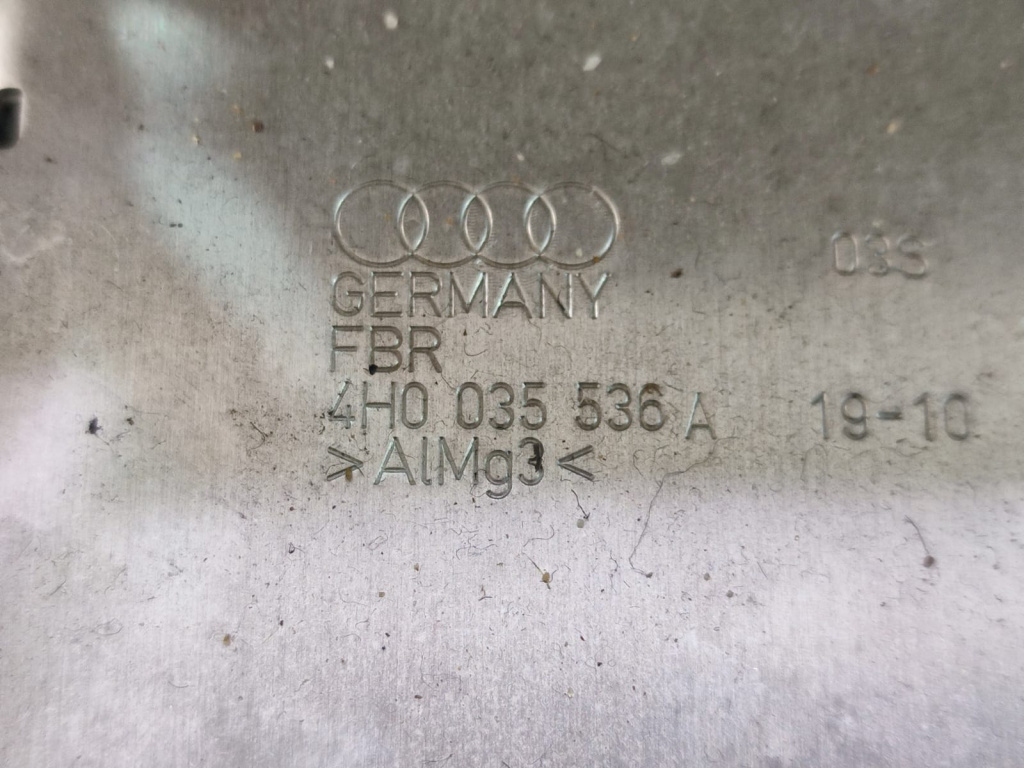 03S
GERMANY
FBR
4H0 035 536 A 19-10
>AlMg3<